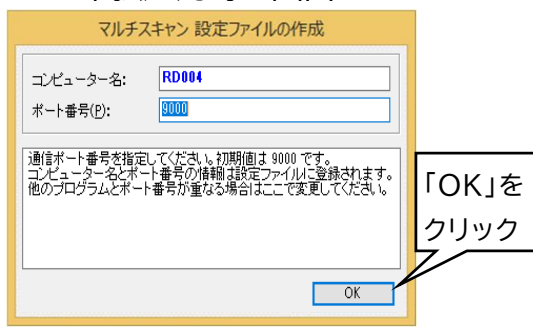 マルチスキャン 設定ファイルの作成
コンピューター名: RD004
ポート番号(P): 9000
通信ポート番号を指定してください。初期値は 9000 です。
コンピューター名とポート番号の情報は設定ファイルに登録されます。
他のプログラムとポート番号が重なる場合はここで変更してください。
「OK」を
クリック
OK